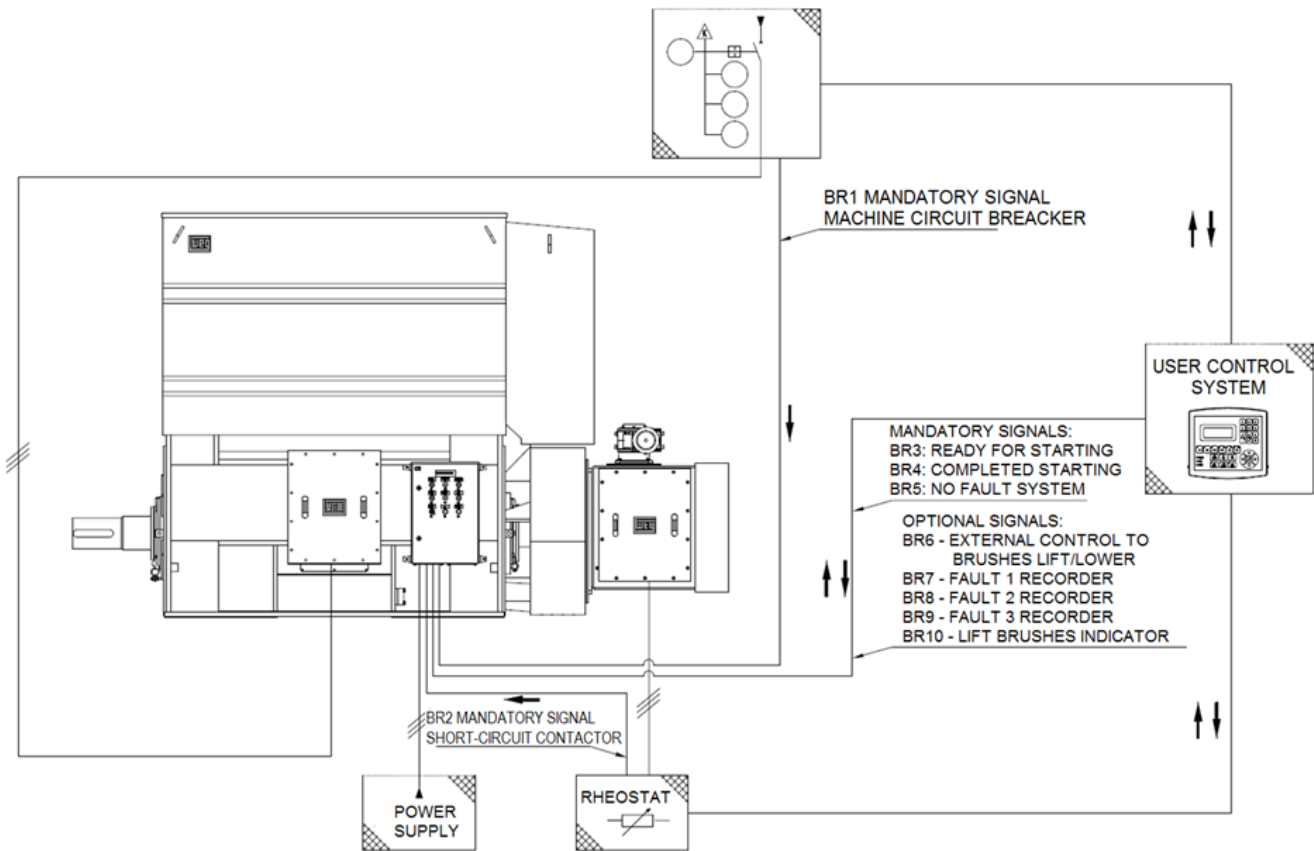 K
BR1 MANDATORY SIGNAL
MACHINE CIRCUIT BREACKER
USER CONTROL
SYSTEM
MANDATORY SIGNALS:
BR3: READY FOR STARTING
BR4: COMPLETED STARTING
BR5: NO FAULT SYSTEM
OPTIONAL SIGNALS:
BR6 - EXTERNAL CONTROL TO
BRUSHES LIFT/LOWER
BR7 - FAULT 1 RECORDER
BR8 - FAULT 2 RECORDER
BR9 - FAULT 3 RECORDER
BR10 - LIFT BRUSHES INDICATOR
BR2 MANDATORY SIGNAL
SHORT-CIRCUIT CONTACTOR
POWER
SUPPLY
RHEOSTAT